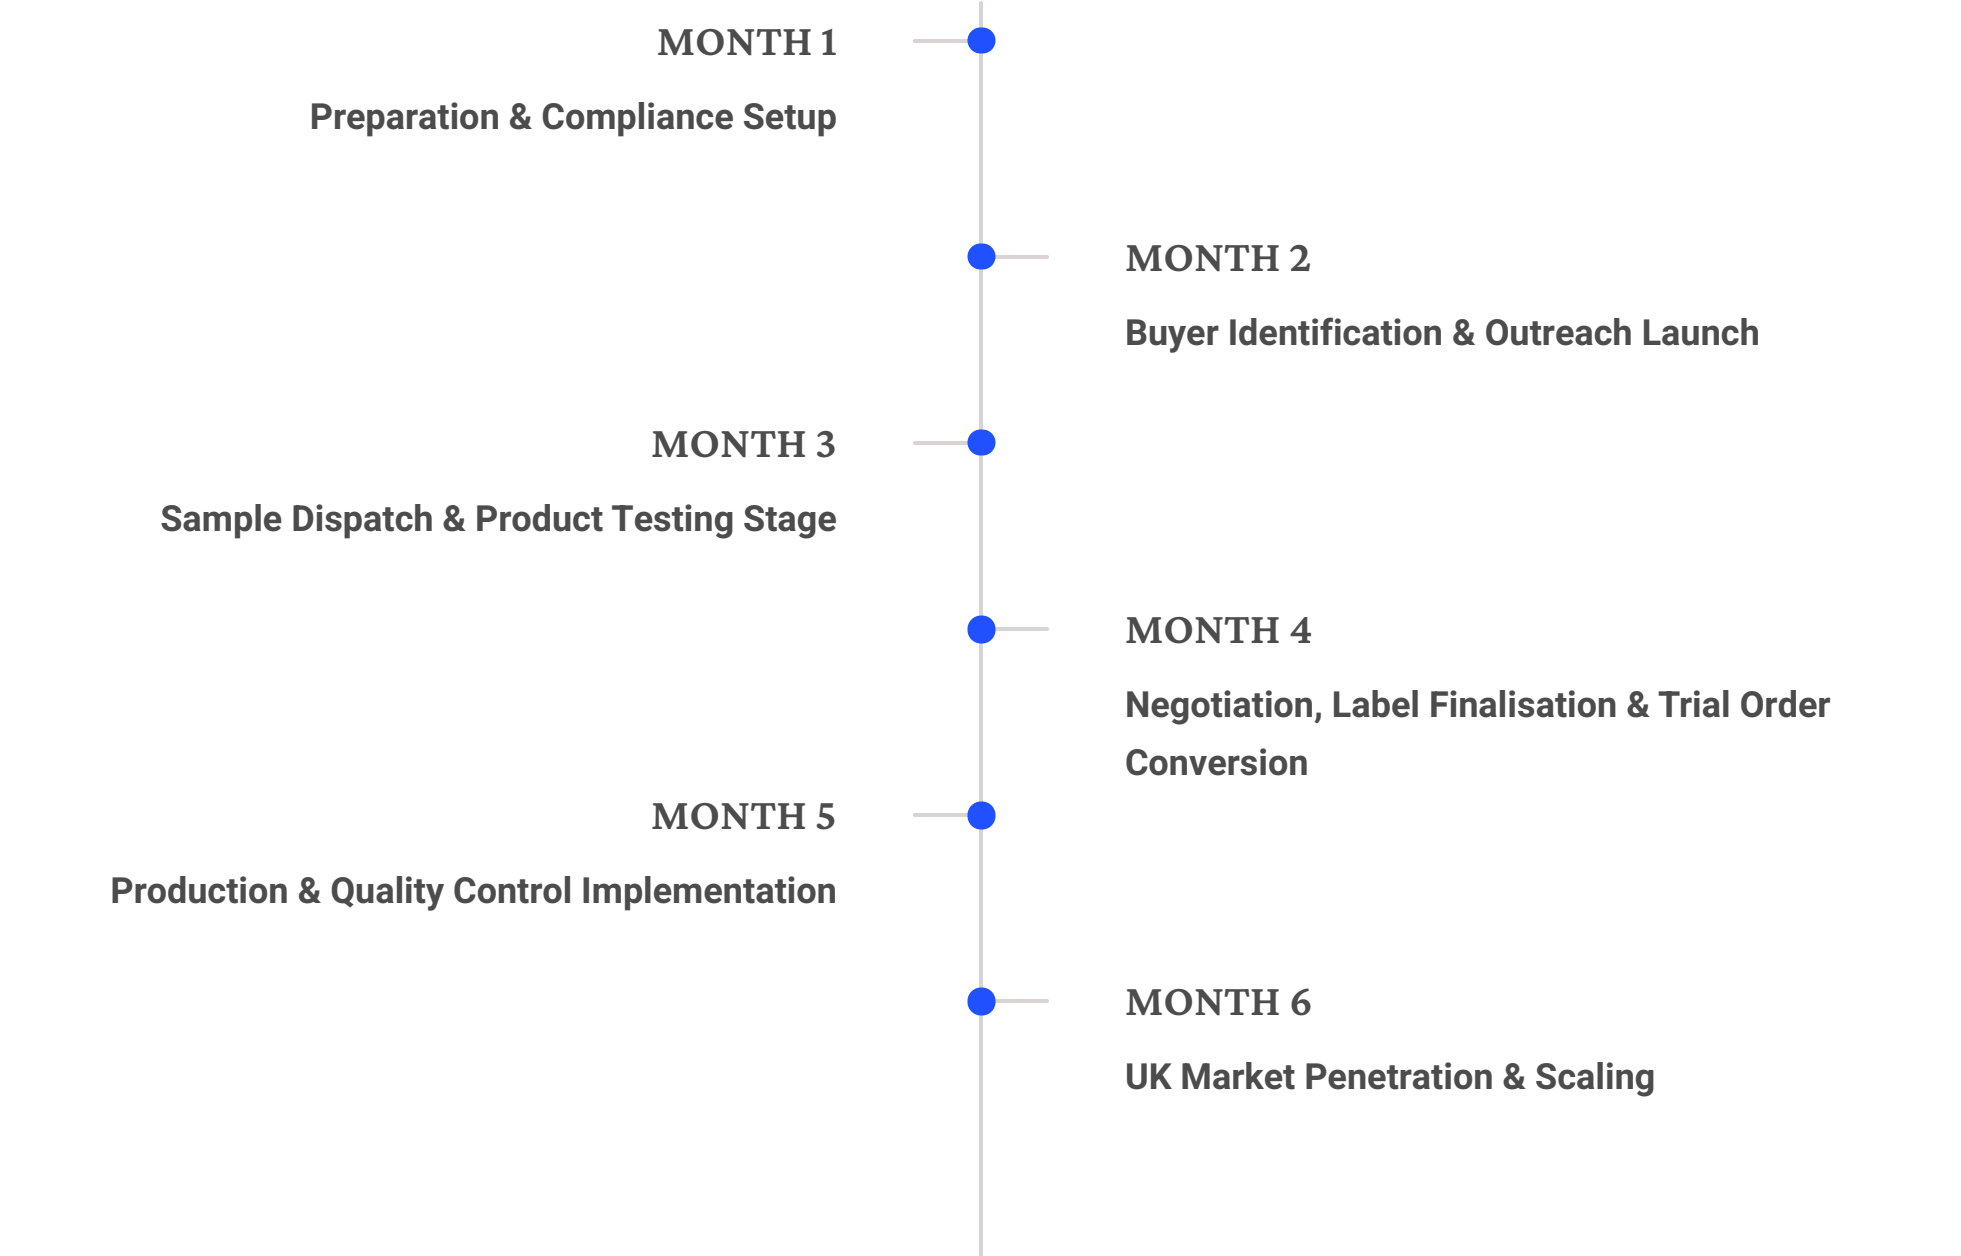 MONTH 1
Preparation & Compliance Setup
MONTH 2
Buyer Identification & Outreach Launch
MONTH 3
Sample Dispatch & Product Testing Stage
MONTH 4
Negotiation, Label Finalisation & Trial Order
Conversion
MONTH 5
Production & Quality Control Implementation
MONTH 6
UK Market Penetration & Scaling